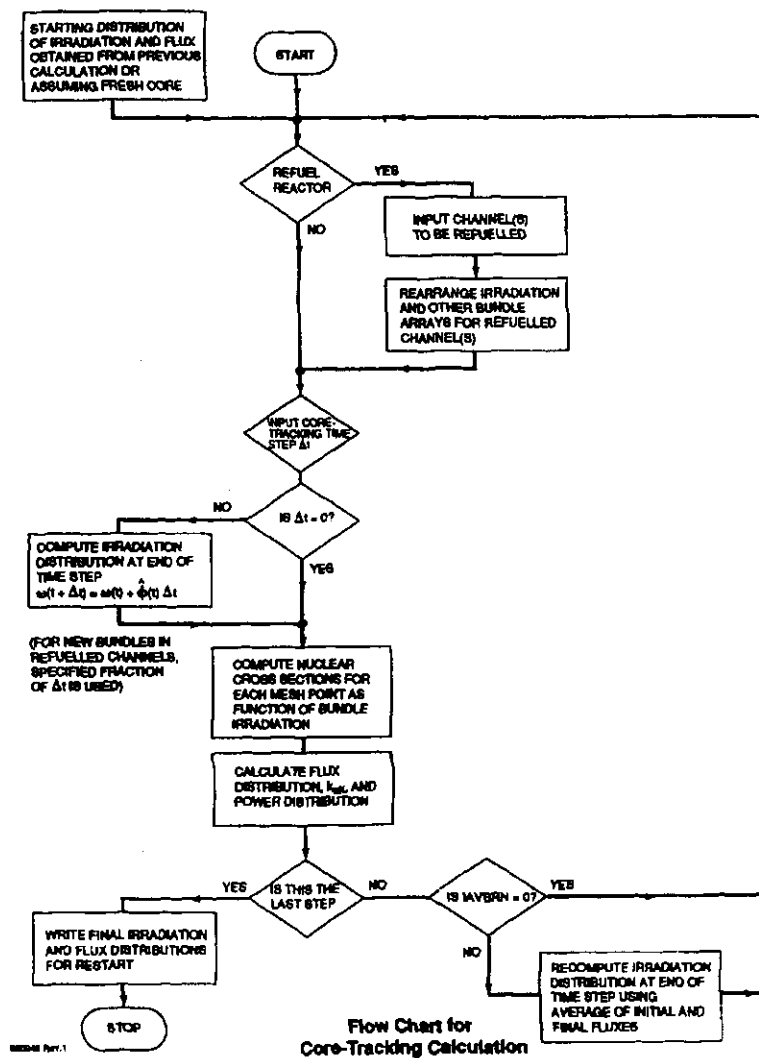 STARTING DISTRIBUTION
OF IRRADIATION AND FLUX
OBTAINED FROM PREVIOUS
CALCULATION OR
ASSUMING FRESH CORE
START
REFUEL
REACTOR
YES
NO
INPUT CHANNEL(S)
TO BE REFUELLED
REARRANGE IRRADIATION
AND OTHER BUNDLE
ARRAYS FOR REFUELLED
CHANNEL(S)
INPUT CORE-
TRACKING TIME
STEP Δt
IS Δt = 0?
NO
YES
COMPUTE IRRADIATION
DISTRIBUTION AT END OF
TIME STEP
ω(t + Δt) = ω(t) + ϕ̂(t) Δt
(FOR NEW BUNDLES IN
REFUELLED CHANNELS,
SPECIFIED FRACTION
OF Δt IS USED)
COMPUTE NUCLEAR
CROSS SECTIONS FOR
EACH MESH POINT AS
FUNCTION OF BUNDLE
IRRADIATION
CALCULATE FLUX
DISTRIBUTION, keff, AND
POWER DISTRIBUTION
IS THIS THE
LAST STEP
YES
NO
IS IAVBRN = 0?
YES
NO
WRITE FINAL IRRADIATION
AND FLUX DISTRIBUTIONS
FOR RESTART
RECOMPUTE IRRADIATION
DISTRIBUTION AT END OF
TIME STEP USING
AVERAGE OF INITIAL AND
FINAL FLUXES
STOP
Rev.1
Flow Chart for
Core-Tracking Calculation